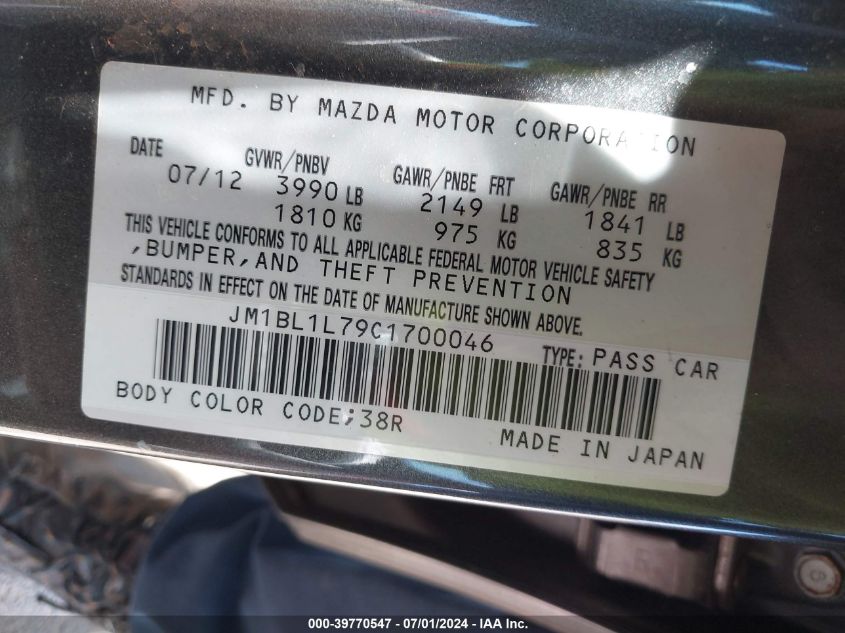 MFD. BY MAZDA MOTOR CORPORATION
DATE GVWR/PNBV GAWR/PNBE FRT GAWR/PNBE RR
07/12 3990 LB 2149 LB 1841 LB
1810 KG 975 KG 835 KG
THIS VEHICLE CONFORMS TO ALL APPLICABLE FEDERAL MOTOR VEHICLE SAFETY
,BUMPER,AND THEFT PREVENTION
STANDARDS IN EFFECT ON THE DATE OF MANUFACTURE SHOWN ABOVE.
JM1BL1L79C1700046 TYPE: PASS CAR
BODY COLOR CODE;38R
MADE IN JAPAN
CP
000-39770547 - 07/01/2024 - IAA Inc.